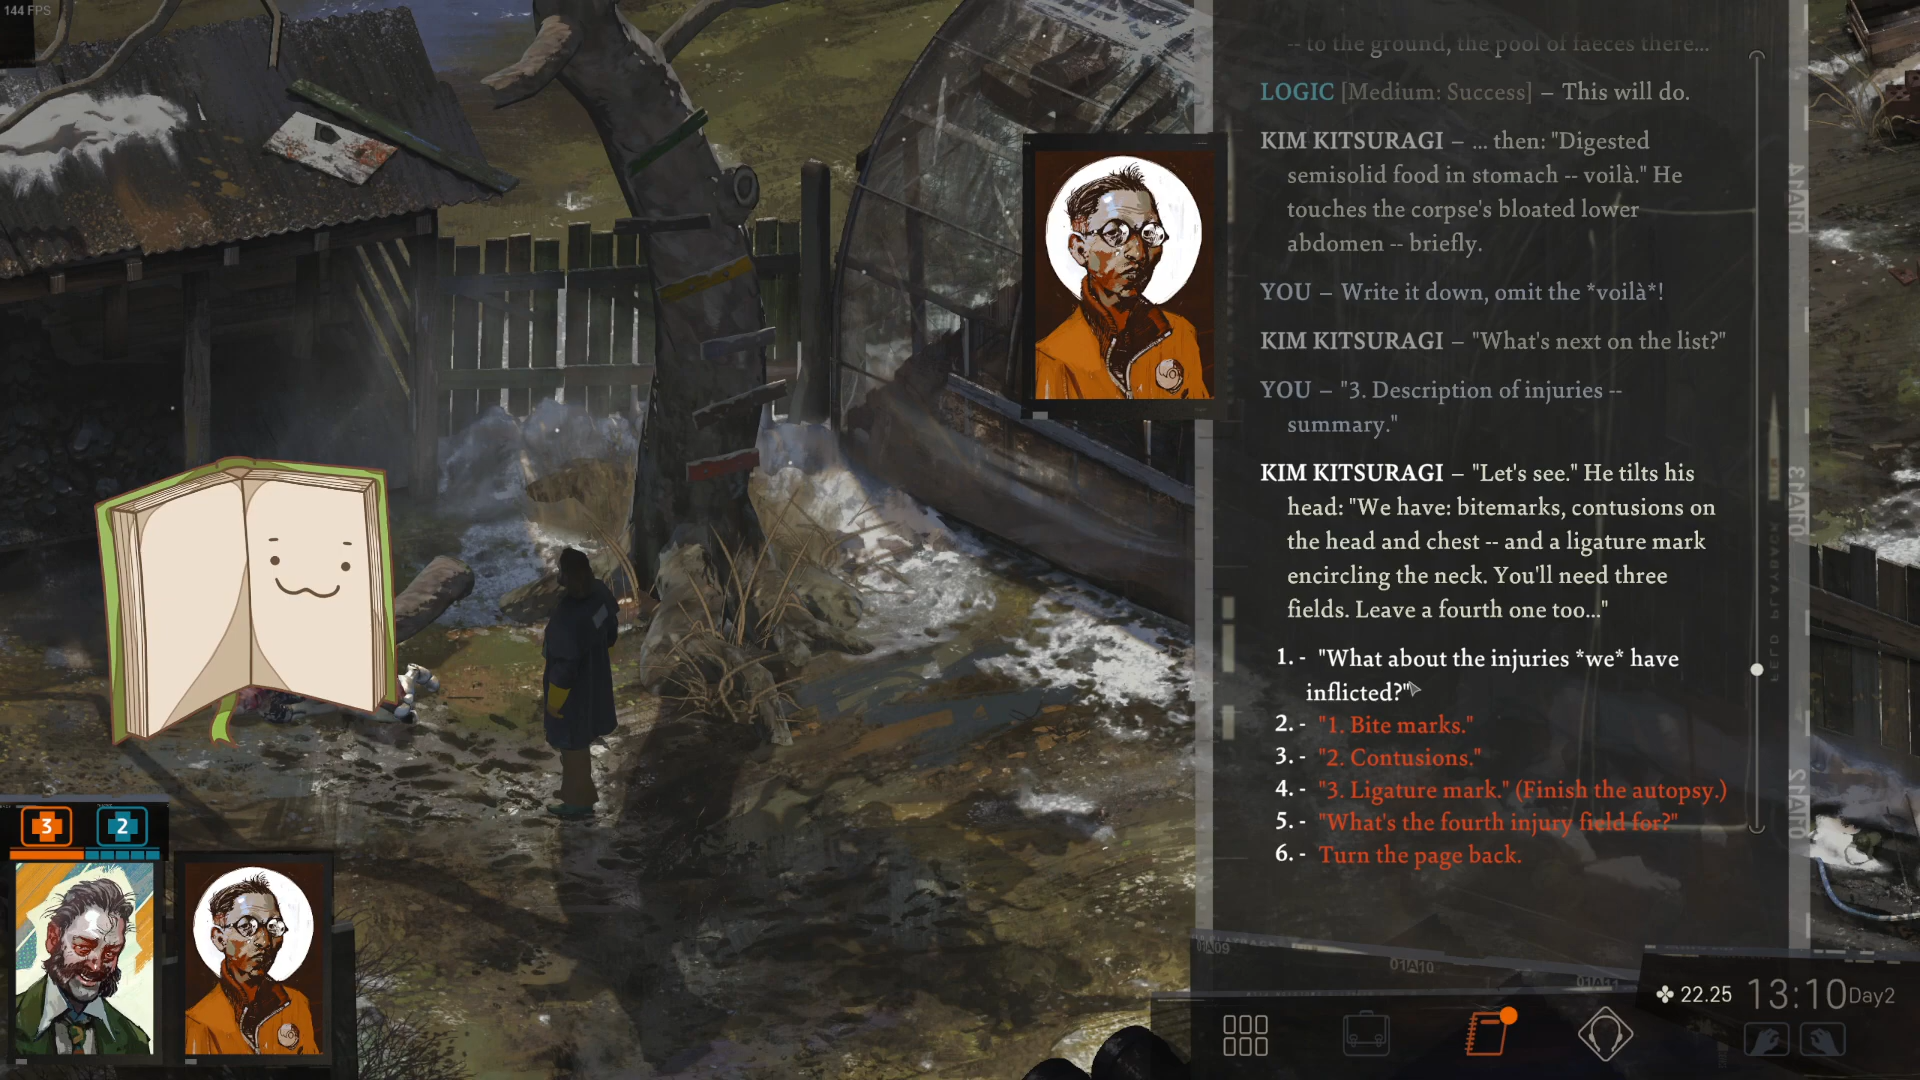 144 FPS
-- to the ground, the pool of faeces there...
LOGIC [Medium: Success] – This will do.
KIM KITSURAGI – ... then: "Digested
semisolid food in stomach -- voilà." He
touches the corpse's bloated lower
abdomen -- briefly.
YOU – Write it down, omit the *voilà*!
KIM KITSURAGI – "What's next on the list?"
YOU – "3. Description of injuries --
summary."
KIM KITSURAGI – "Let's see." He tilts his
head: "We have: bitemarks, contusions on
the head and chest -- and a ligature mark
encircling the neck. You'll need three
fields. Leave a fourth one too..."
1. - "What about the injuries *we* have
inflicted?"
2. - "1. Bite marks."
3. - "2. Contusions."
4. - "3. Ligature mark." (Finish the autopsy.)
5. - "What's the fourth injury field for?"
6. - Turn the page back.
3
2
01A09
01A10
01A11
22.25
13:10 Day2